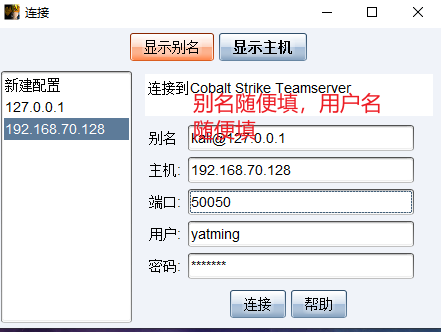 连接
显示别名 显示主机
新建配置
127.0.0.1
192.168.70.128
连接到Cobalt Strike Teamserver.
别名随便填，用户名
随便填
别名 kali@127.0.0.1
主机: 192.168.70.128
端口: 50050
用户: yatming
密码: *******
连接 帮助